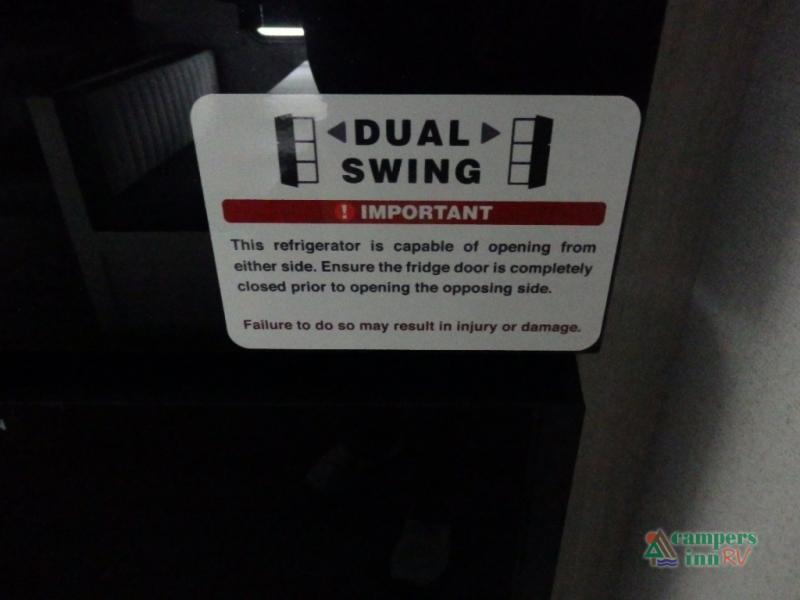 DUAL
SWING
! IMPORTANT
This refrigerator is capable of opening from
either side. Ensure the fridge door is completely
closed prior to opening the opposing side.
Failure to do so may result in injury or damage.
campers
inn RV